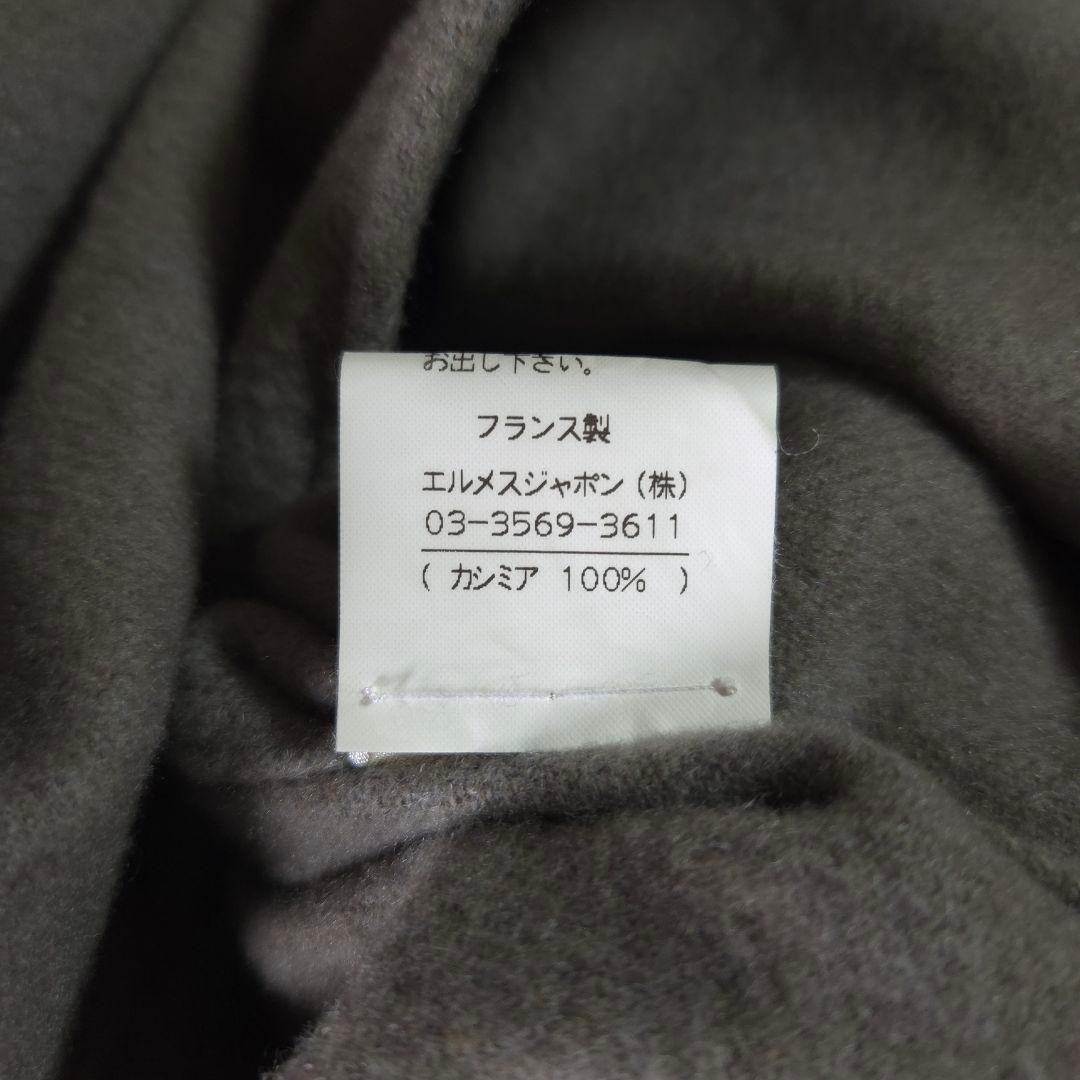 お出し下さい。
フランス製
エルメスジャポン（株）
03-3569-3611
( カシミア 100% )